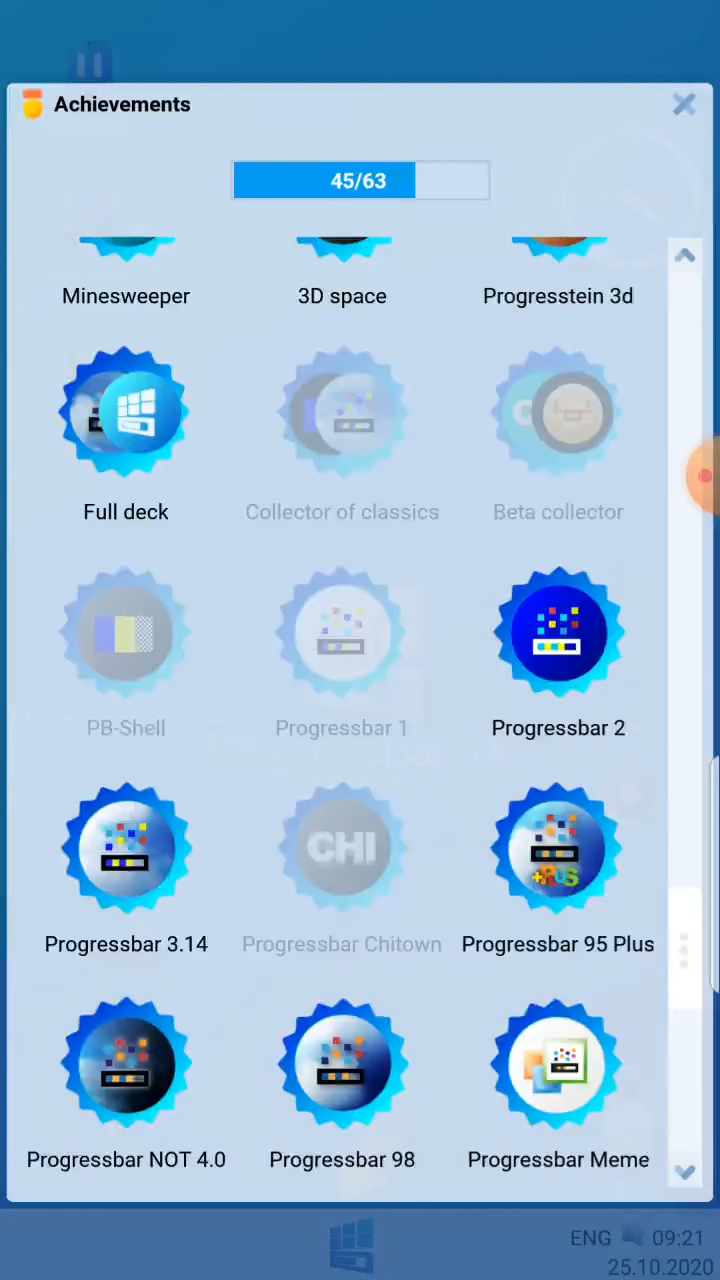 Achievements
45/63
Minesweeper 3D space Progresstein 3d
Full deck Collector of classics Beta collector
PB-Shell Progressbar 1 Progressbar 2
CHI
+RUS
Progressbar 3.14 Progressbar Chitown Progressbar 95 Plus
Progressbar NOT 4.0 Progressbar 98 Progressbar Meme
ENG 09:21
25.10.2020